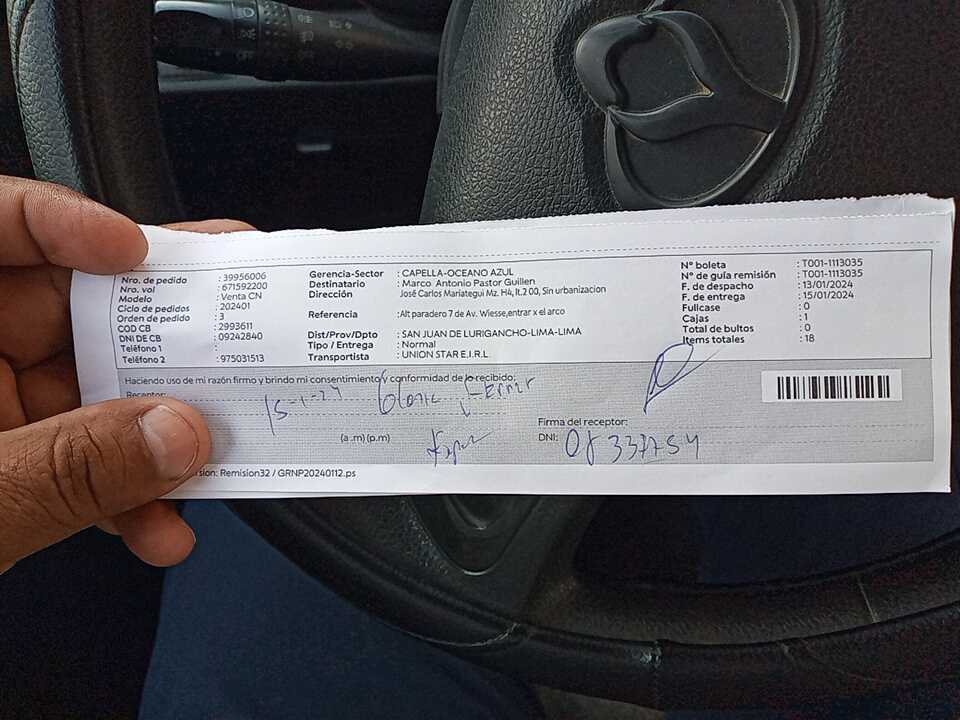 Nro. de pedido : 39956006
Nro. vol : 671592200
Modelo : Venta CN
Ciclo de pedidos : 202401
Orden de pedido : 3
COD CB : 2993611
DNI DE CB : 09242840
Teléfono 1 :
Teléfono 2 : 975031513
Gerencia-Sector : CAPELLA-OCEANO AZUL
Destinatario : Marco Antonio Pastor Guillen
Dirección José Carlos Mariategui Mz. H4, lt.2 00, Sin urbanizacion
Referencia : Alt paradero 7 de Av. Wiesse,entrar x el arco
Dist/Prov/Dpto : SAN JUAN DE LURIGANCHO-LIMA-LIMA
Tipo / Entrega : Normal
Transportista : UNION STAR E.I.R.L.
N° boleta : T001-1113035
N° de guía remisión : T001-1113035
F. de despacho : 13/01/2024
F. de entrega : 15/01/2024
Fullcase : 0
Cajas : 1
Total de bultos : 0
Items totales : 18
Haciendo uso de mi razón firmo y brindo mi consentimiento y conformidad de lo recibido:
Receptor:
15-1-24
(a.m)(p.m)
Firma del receptor:
DNI: 08337754
sion: Remision32 / GRNP20240112.ps